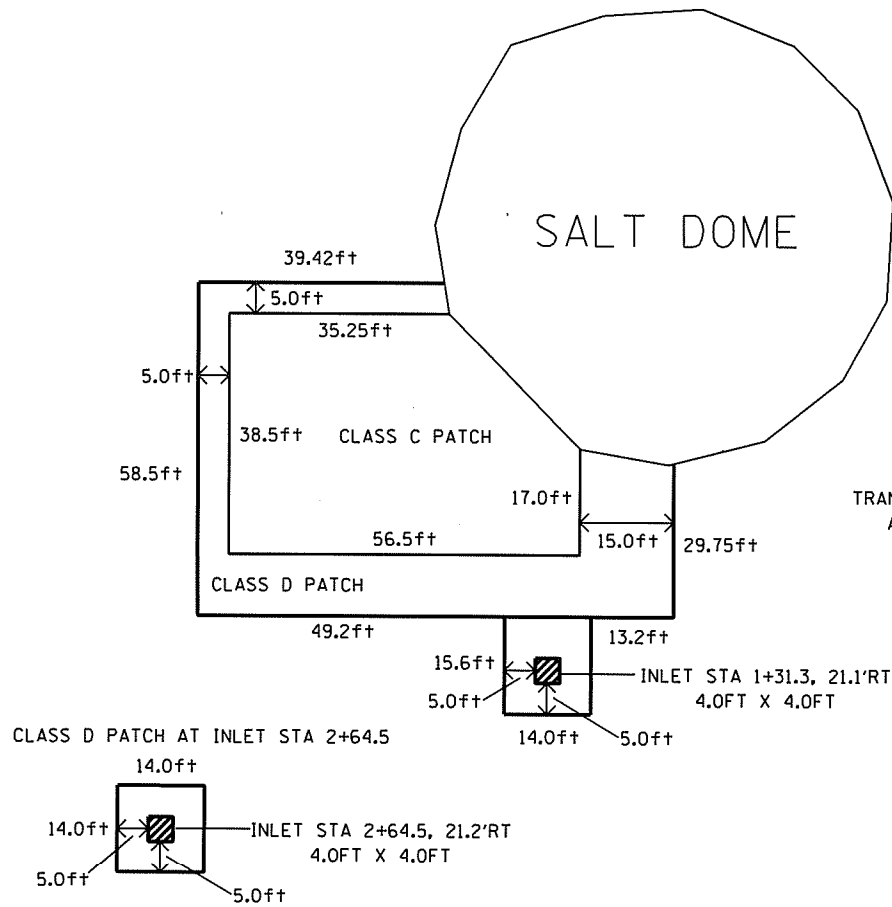 SALT DOME
39.42ft
5.0ft
35.25ft
5.0ft
38.5ft
CLASS C PATCH
58.5ft
17.0ft
TRAN
A
56.5ft
15.0ft
29.75ft
CLASS D PATCH
49.2ft
13.2ft
15.6ft
INLET STA 1+31.3, 21.1'RT
5.0ft
4.0FT X 4.0FT
14.0ft
5.0ft
CLASS D PATCH AT INLET STA 2+64.5
14.0ft
14.0ft
INLET STA 2+64.5, 21.2'RT
4.0FT X 4.0FT
5.0ft
5.0ft